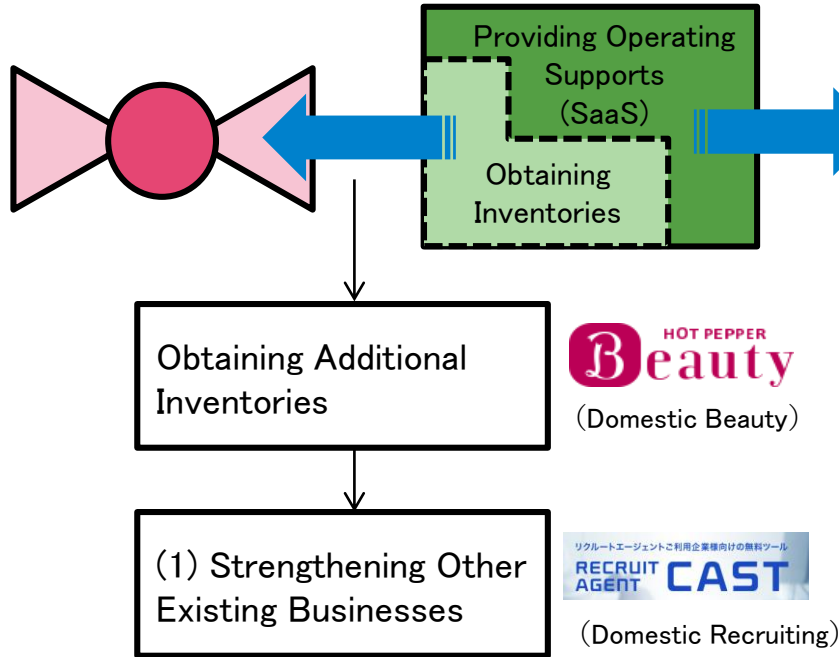 Providing Operating
Supports
(SaaS)
Obtaining
Inventories
Obtaining Additional
Inventories
HOT PEPPER
Beauty
(Domestic Beauty)
(1) Strengthening Other
Existing Businesses
リクルートエージェントご利用企業様向けの無料ツール
RECRUIT
AGENT CAST
(Domestic Recruiting)